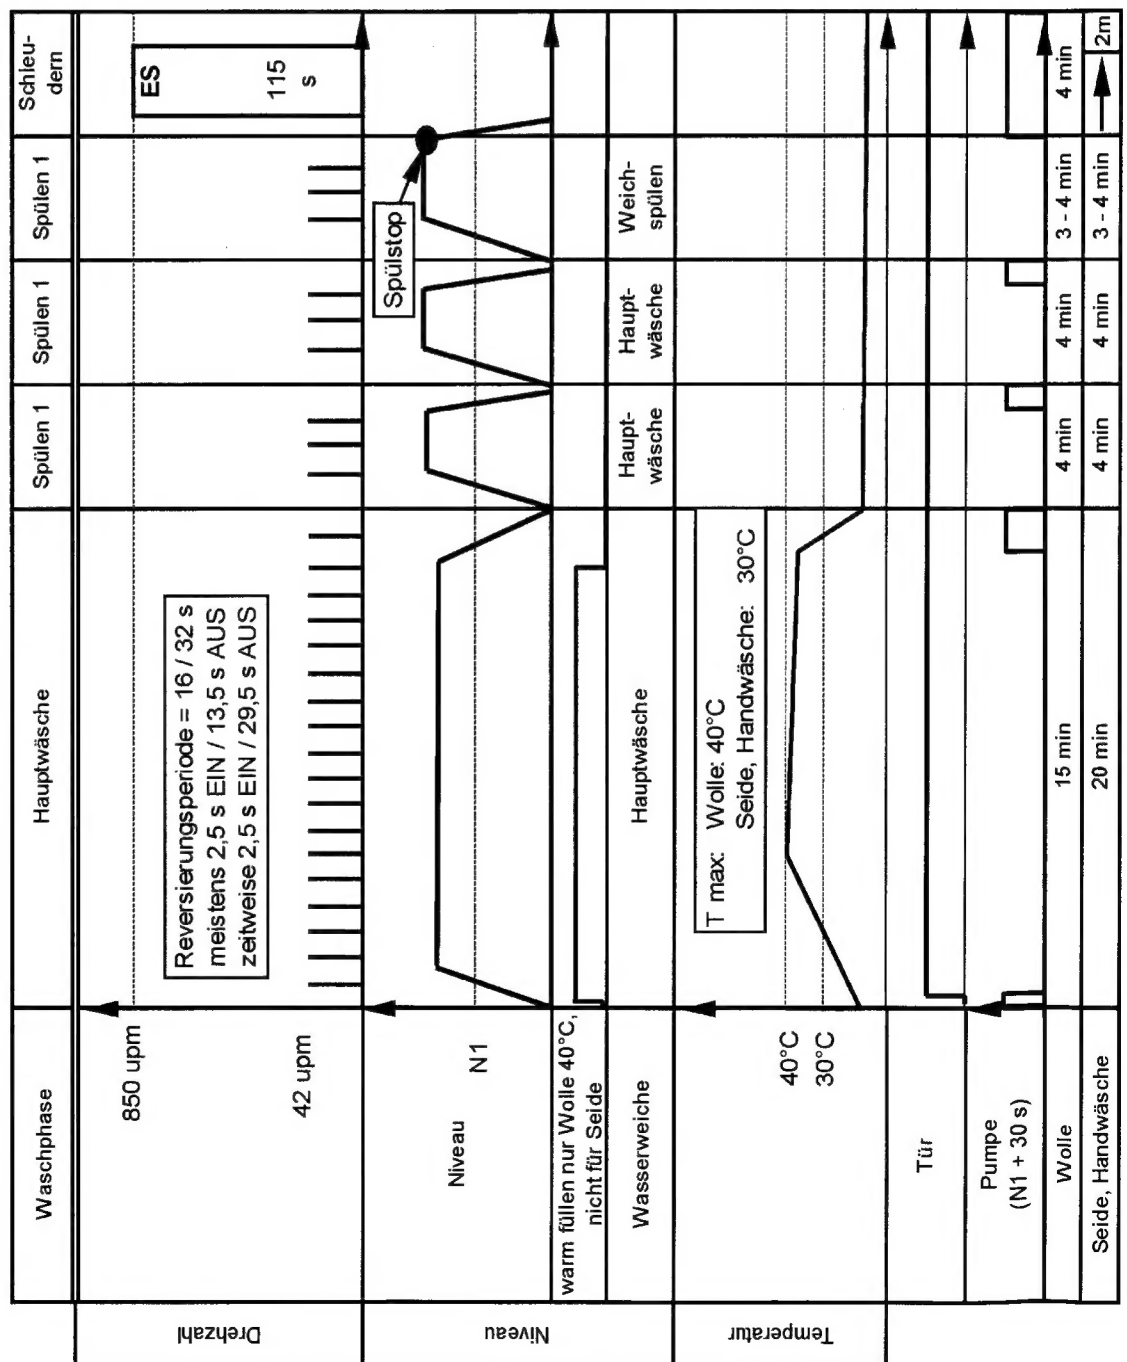 Waschphase
Hauptwäsche
Spülen 1
Spülen 1
Spülen 1
Schleu-
dern
Drehzahl
850 upm
42 upm
Reversierungsperiode = 16 / 32 s
meistens 2,5 s EIN / 13,5 s AUS
zeitweise 2,5 s EIN / 29,5 s AUS
ES
115
s
Niveau
Niveau
N1
Spülstop
warm füllen nur Wolle 40°C,
nicht für Seide
Wasserweiche
Hauptwäsche
Haupt-
wäsche
Haupt-
wäsche
Weich-
spülen
Temperatur
40°C
30°C
T max: Wolle: 40°C
Seide, Handwäsche: 30°C
Tür
Pumpe
(N1 + 30 s)
Wolle
15 min
4 min
4 min
3 - 4 min
4 min
Seide, Handwäsche
20 min
4 min
4 min
3 - 4 min
2m